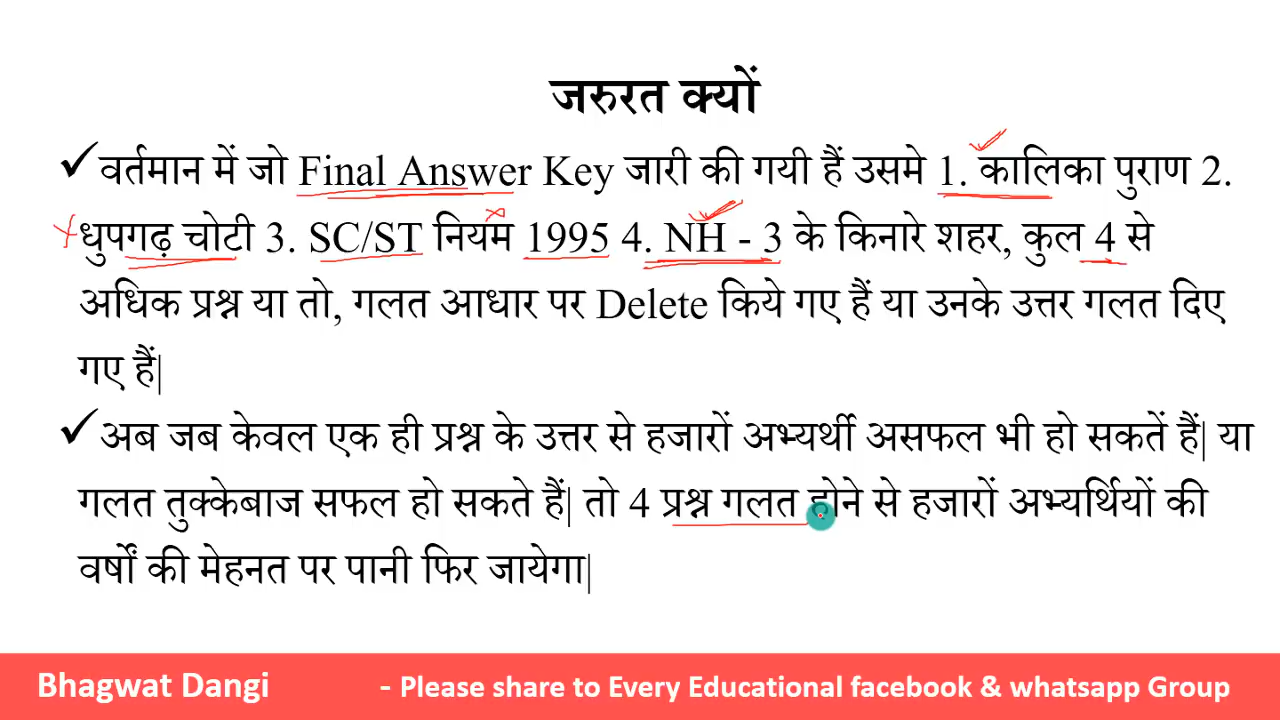 जरुरत क्यों
✓ वर्तमान में जो Final Answer Key जारी की गयी हैं उसमे 1. कालिका पुराण 2.
धुपगढ़ चोटी 3. SC/ST नियम 1995 4. NH - 3 के किनारे शहर, कुल 4 से
अधिक प्रश्न या तो, गलत आधार पर Delete किये गए हैं या उनके उत्तर गलत दिए
गए हैं|
✓ अब जब केवल एक ही प्रश्न के उत्तर से हजारों अभ्यर्थी असफल भी हो सकतें हैं| या
गलत तुक्केबाज सफल हो सकते हैं| तो 4 प्रश्न गलत होने से हजारों अभ्यर्थियों की
वर्षों की मेहनत पर पानी फिर जायेगा|
Bhagwat Dangi - Please share to Every Educational facebook & whatsapp Group